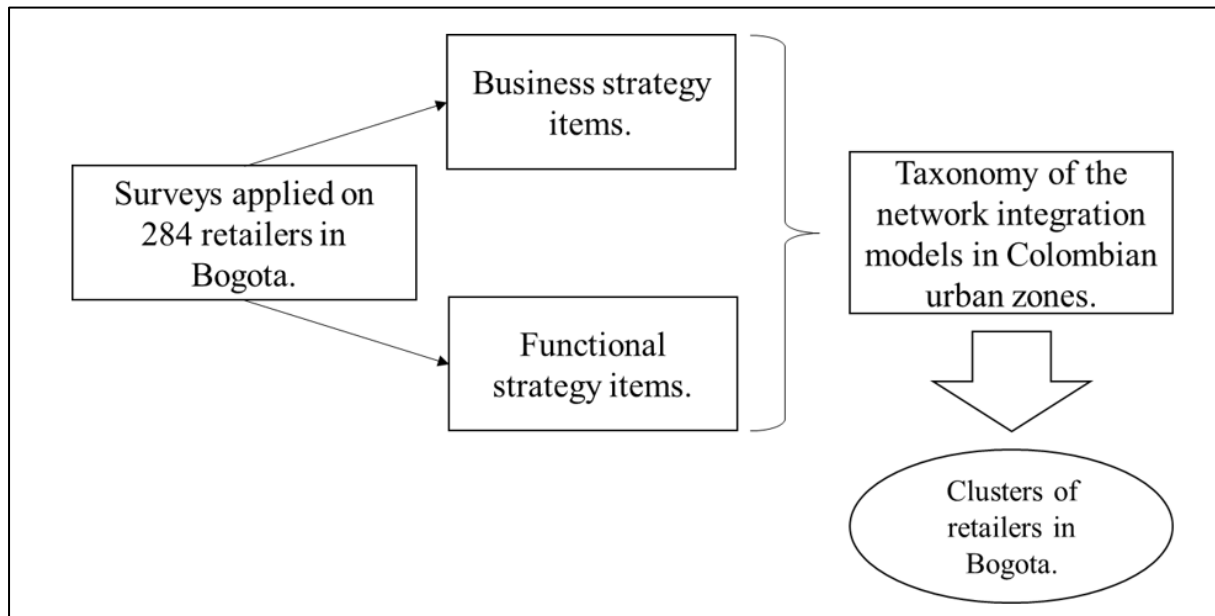 Business strategy
items.
Surveys applied on
284 retailers in
Bogota.
Functional
strategy items.
Taxonomy of the
network integration
models in Colombian
urban zones.
Clusters of
retailers in
Bogota.